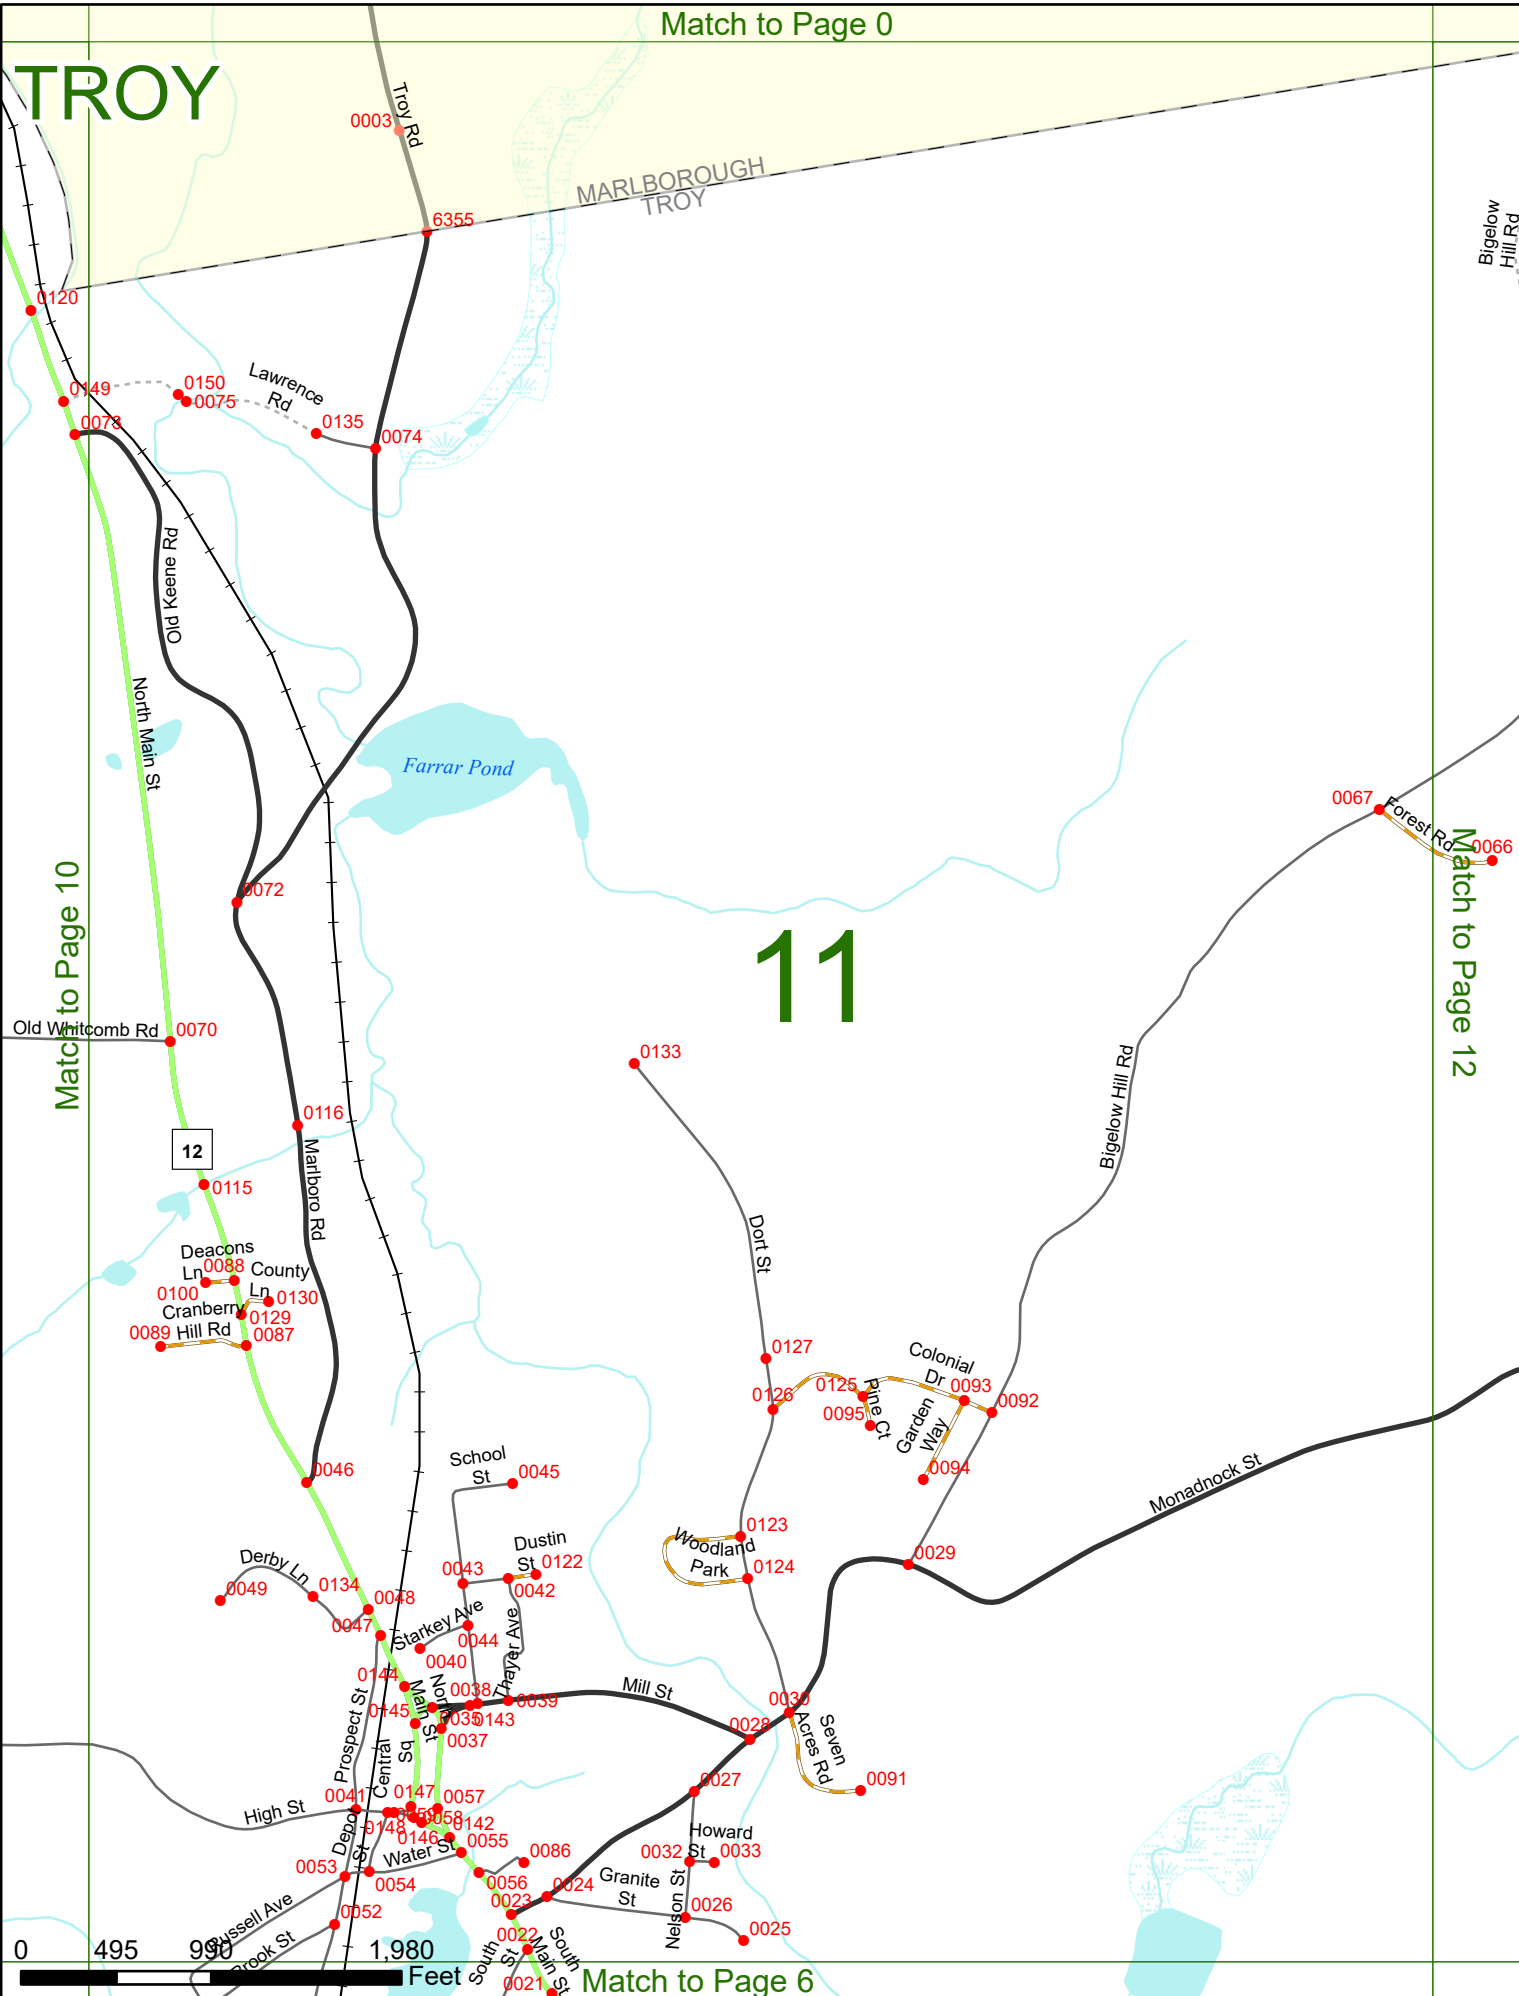 Match to Page 0
TROY
Troy Rd
0003
MARLBOROUGH
TROY
6355
Bigelow
Hill Rd
0120
0149
0150
0075
Lawrence
Rd
0135
0073
0074
Old Keene Rd
North Main St
Farrar Pond
0067
Forest Rd
0066
Match to Page 10
Match to Page 12
0072
11
Old Whitcomb Rd
0070
0133
Bigelow Hill Rd
0116
12
Marlboro Rd
0115
Dort St
Deacons
Ln
0088
County
Ln
0100
0130
Cranberry
Hill Rd
0129
0089
0087
0127
Colonial
Dr
0125
Pine Ct
0093
0126
0095
Garden
Way
0092
0094
0046
School
St
0045
Monadnock St
0123
Woodland
Park
Dustin
St
0122
0029
Derby Ln
0043
0042
0124
0049
0134
0048
0047
Starkey Ave
0044
Thayer Ave
0040
0144
North
Main St
0038
0039
Mill St
0030
Prospect St
0145
0035
0143
0037
0028
Seven
Acres Rd
Central
Sq
0027
0091
0041
0147
0057
High St
0059
0058
0148
0142
Howard
St
Depot
St
0146
0055
Water St
0086
0032
0033
0053
0054
0056
0024
Granite
St
Nelson St
0023
0026
Russell Ave
0052
0025
Brook St
0022
South
St
South
Main St
0 495 990 1,980
Feet
0021
Match to Page 6